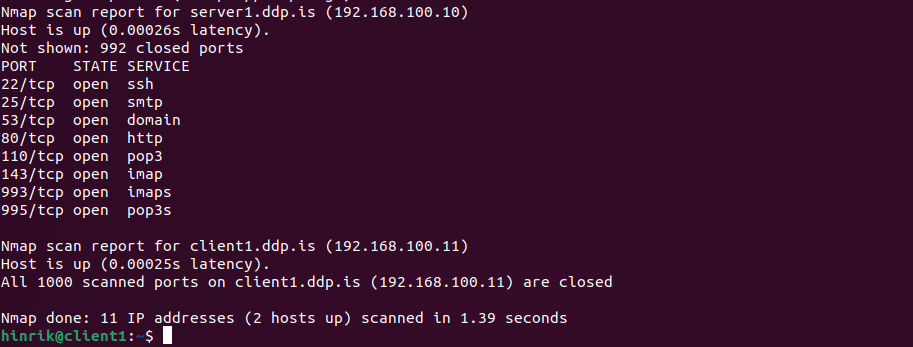 Nmap scan report for server1.ddp.is (192.168.100.10)
Host is up (0.00026s latency).
Not shown: 992 closed ports
PORT    STATE SERVICE
22/tcp  open  ssh
25/tcp  open  smtp
53/tcp  open  domain
80/tcp  open  http
110/tcp open  pop3
143/tcp open  imap
993/tcp open  imaps
995/tcp open  pop3s
Nmap scan report for client1.ddp.is (192.168.100.11)
Host is up (0.00025s latency).
All 1000 scanned ports on client1.ddp.is (192.168.100.11) are closed
Nmap done: 11 IP addresses (2 hosts up) scanned in 1.39 seconds
hinrik@client1:~$